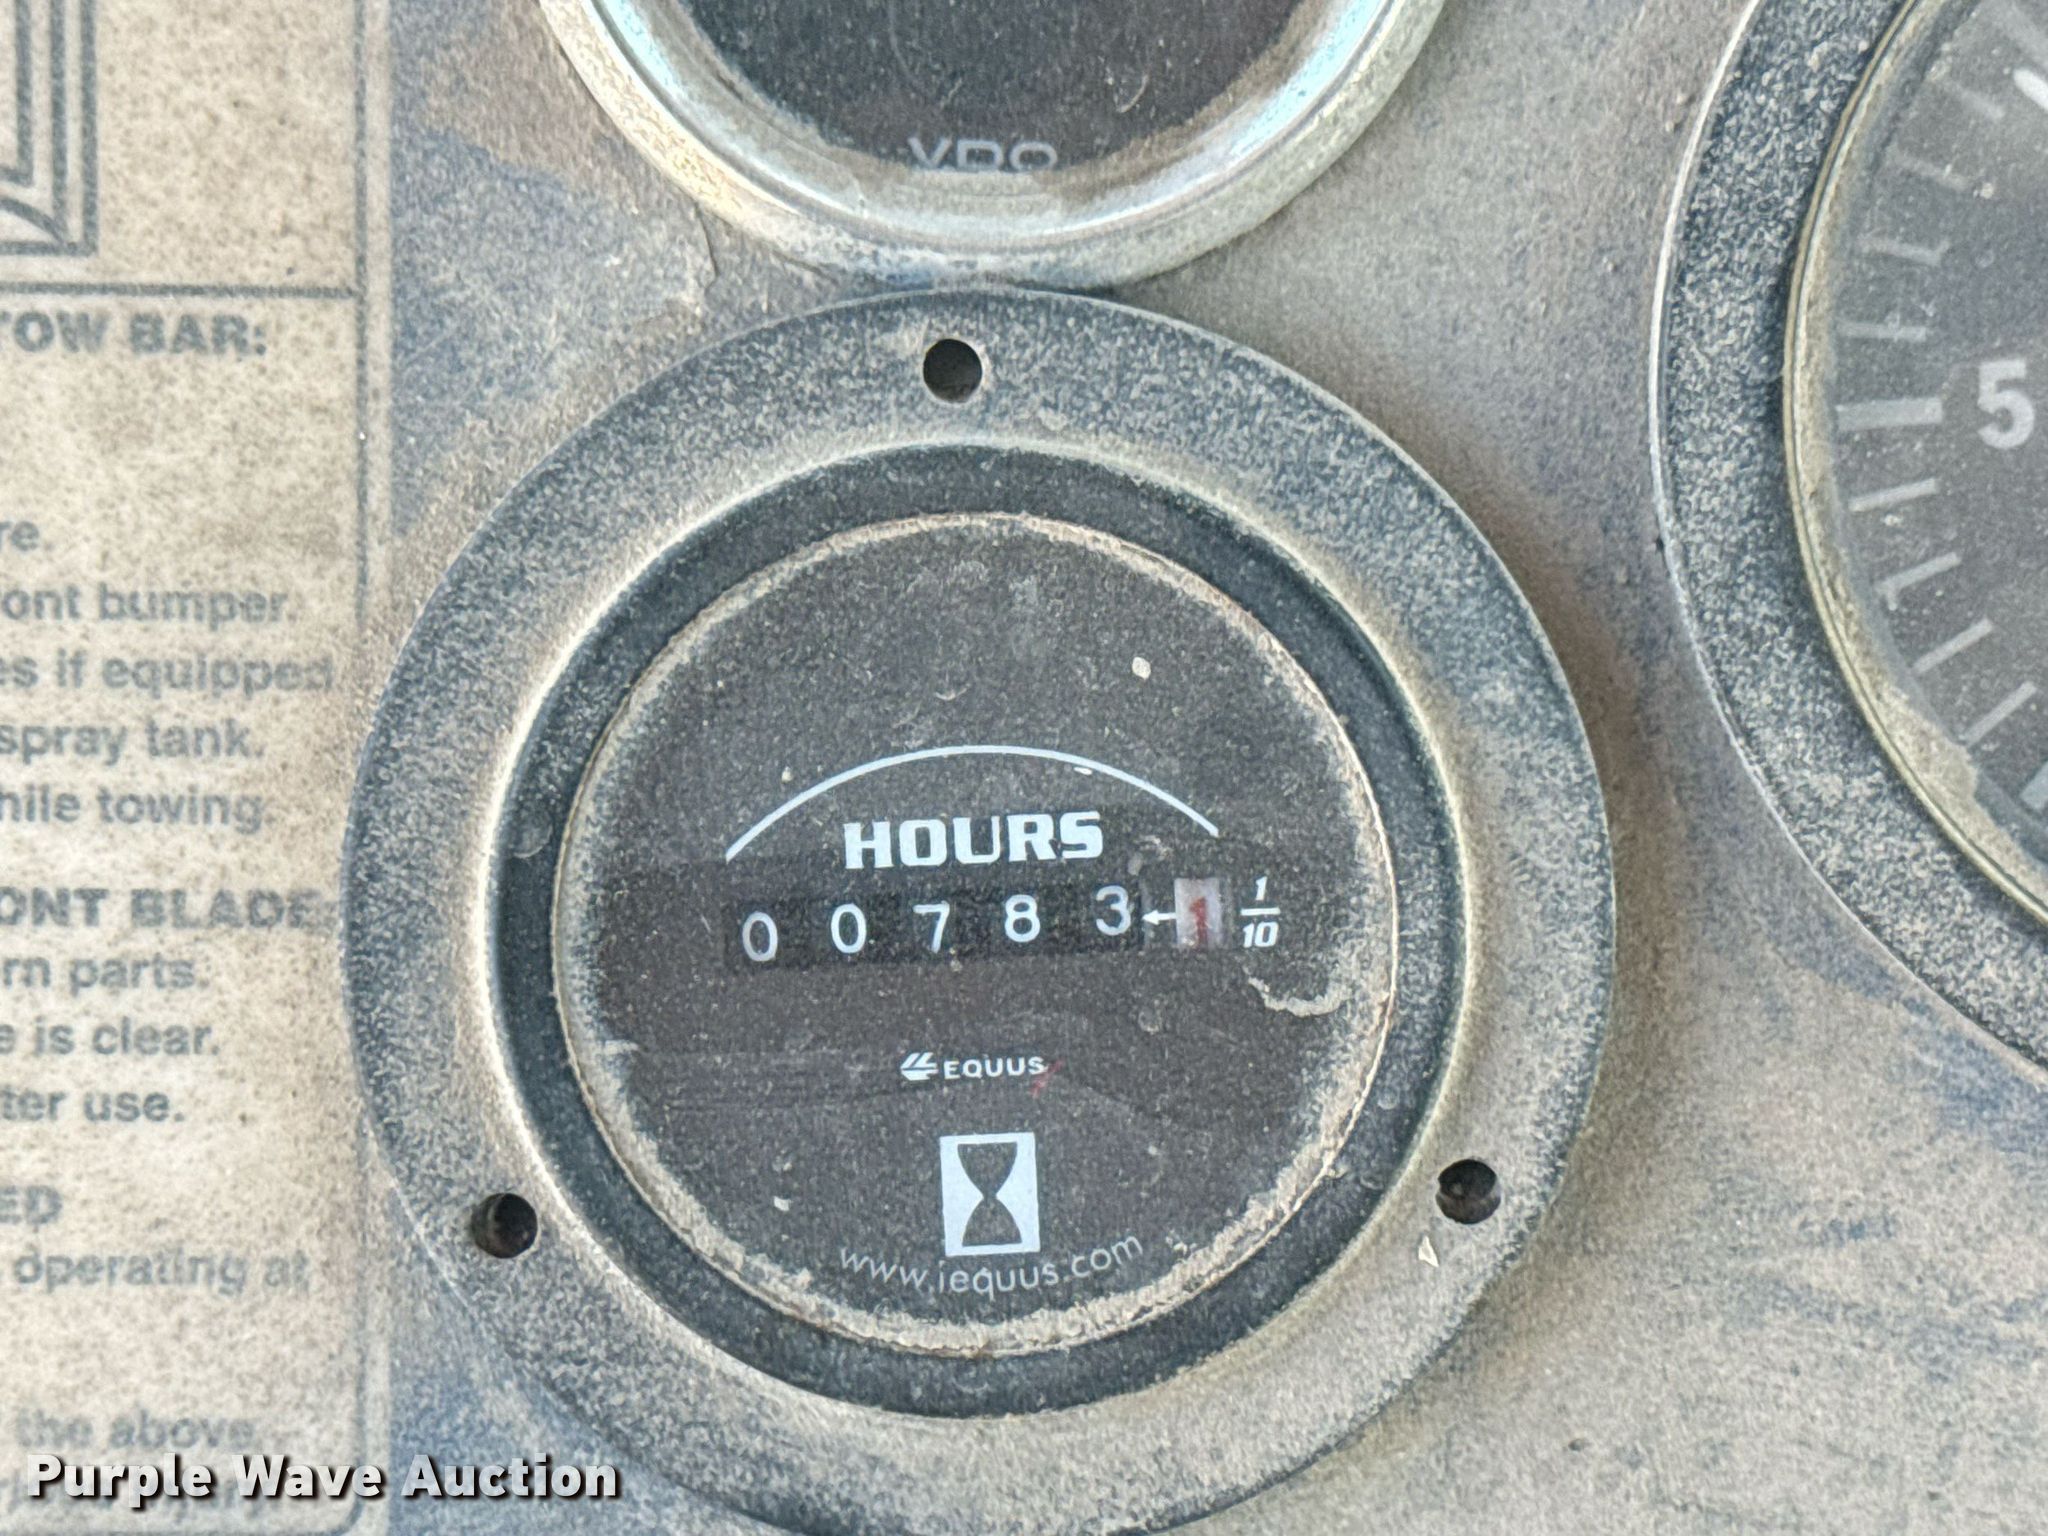 VDO
TOW BAR:
5
re.
ont bumper.
es if equipped
spray tank.
hile towing.
HOURS
0 0 7 8 3 1 1/10
ONT BLADE
rn parts.
e is clear.
ter use.
EQUUS
ED
operating at
www.iequus.com
the above
Purple Wave Auction